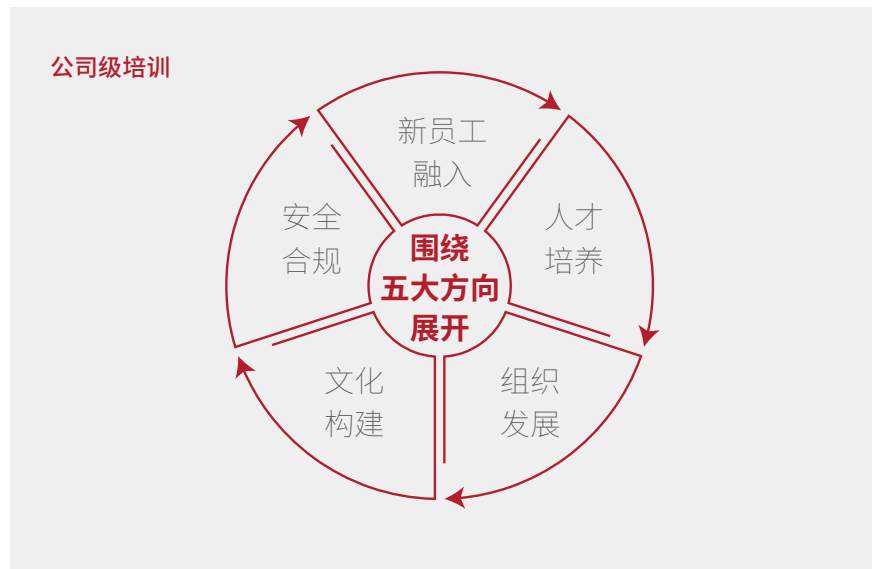 公司级培训
新员工
融入
人才
培养
组织
发展
文化
构建
安全
合规
围绕
五大方向
展开